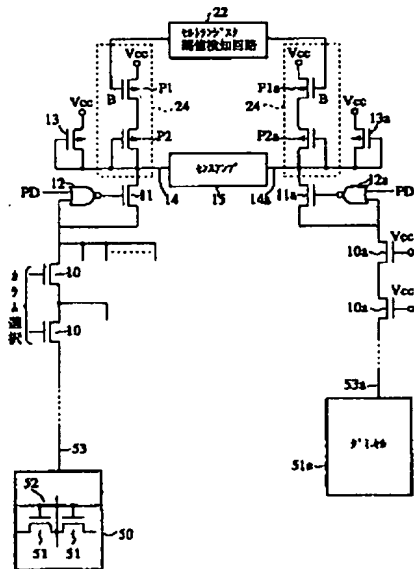 22
セルトランジスタ
閾値検知回路
Vcc
Vcc
B
P1
P1a
B
Vcc
24
24
Vcc
13
P2
P2a
13a
センスアンプ
PD
12
11
14
15
14a
11a
12a
PD
カラム選択
10
10
Vcc
10a
Vcc
10a
53
53a
ダミーセル
51a
52
51
51
50